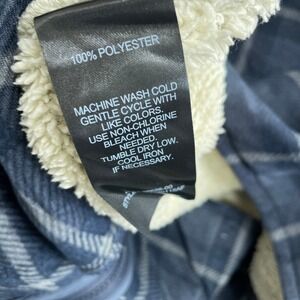 100% POLYESTER
MACHINE WASH COLD
GENTLE CYCLE WITH
LIKE COLORS.
USE NON-CHLORINE
BLEACH WHEN
NEEDED.
TUMBLE DRY LOW.
COOL IRON
IF NECESSARY.